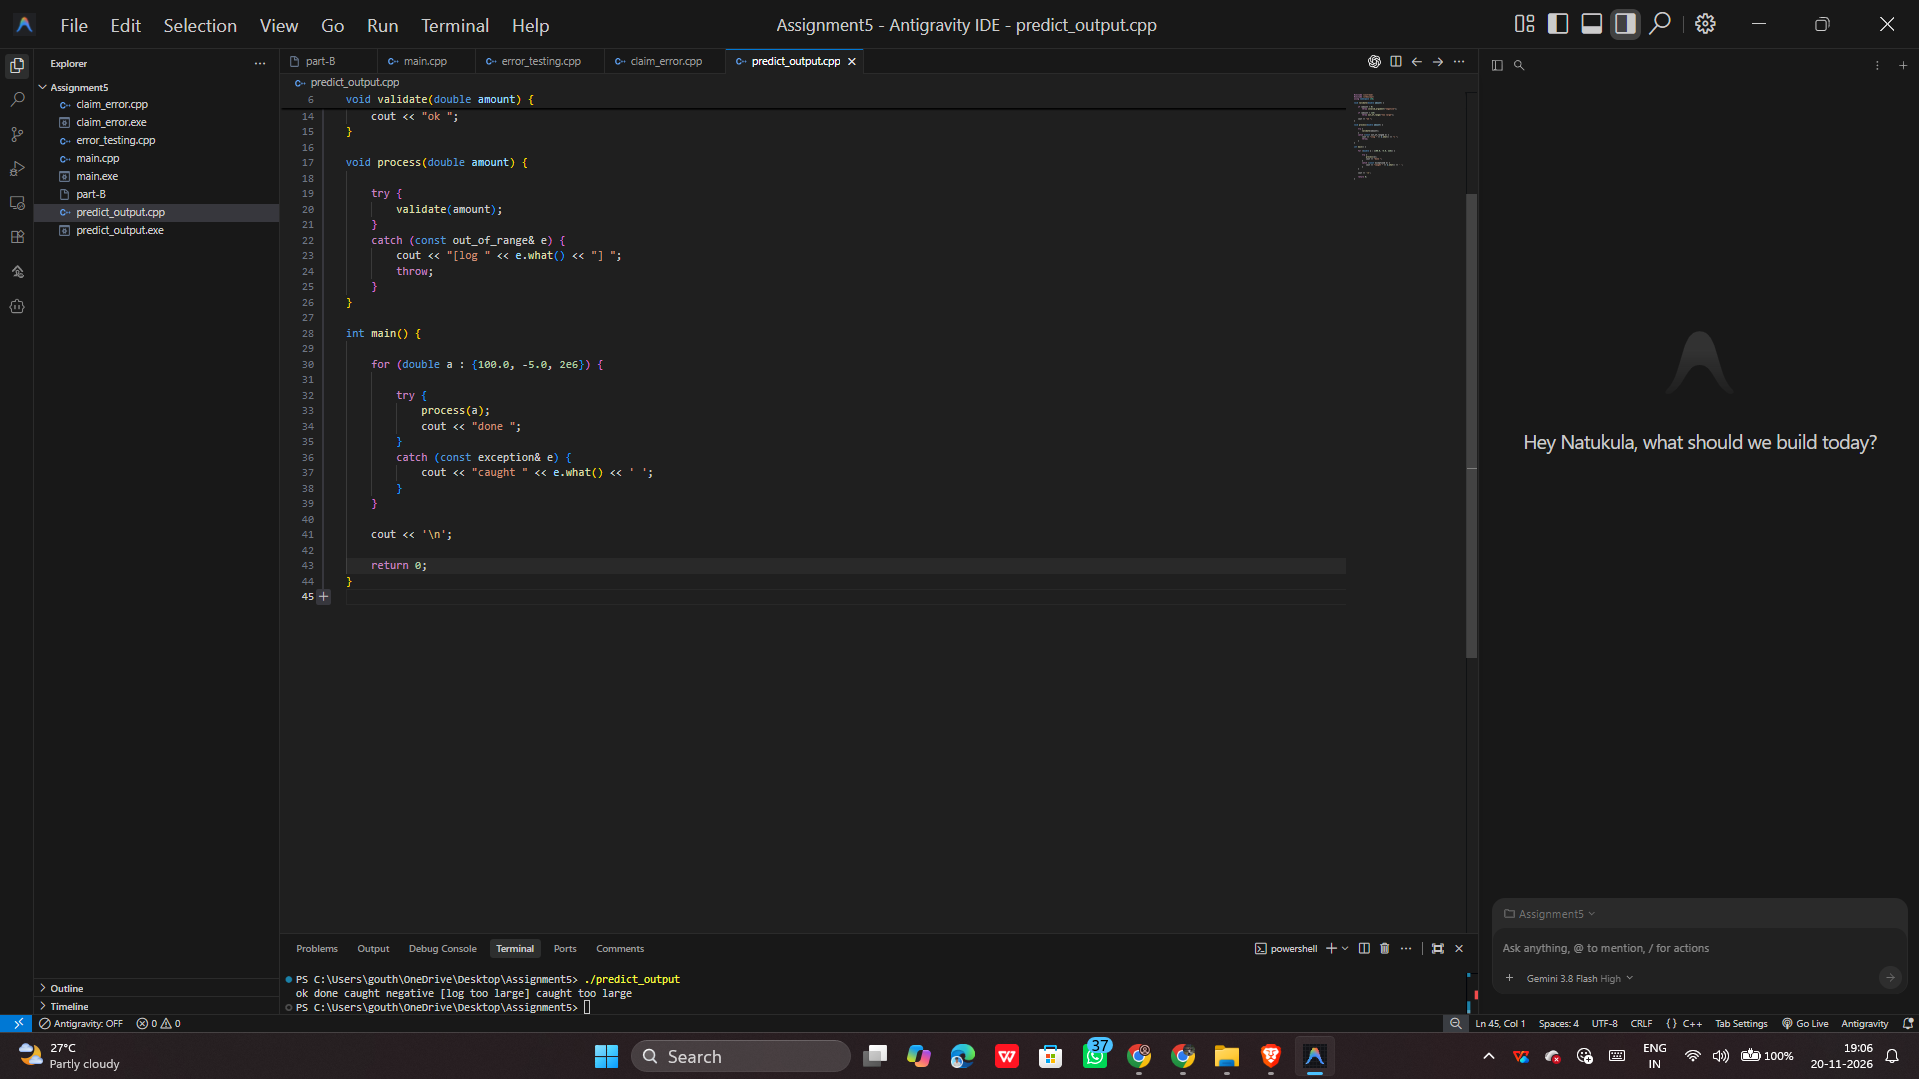 File Edit Selection View Go Run Terminal Help
Assignment5 - Antigravity IDE - predict_output.cpp
Explorer
Assignment5
claim_error.cpp
claim_error.exe
error_testing.cpp
main.cpp
main.exe
part-B
predict_output.cpp
predict_output.exe
Outline
Timeline
part-B main.cpp error_testing.cpp claim_error.cpp predict_output.cpp
predict_output.cpp
6 void validate(double amount) {
14 cout << "ok ";
15 }
16
17 void process(double amount) {
18
19 try {
20 validate(amount);
21 }
22 catch (const out_of_range& e) {
23 cout << "[log " << e.what() << "] ";
24 throw;
25 }
26 }
27
28 int main() {
29
30 for (double a : {100.0, -5.0, 2e6}) {
31
32 try {
33 process(a);
34 cout << "done ";
35 }
36 catch (const exception& e) {
37 cout << "caught " << e.what() << ' ';
38 }
39 }
40
41 cout << '\n';
42
43 return 0;
44 }
45
Problems Output Debug Console Terminal Ports Comments
powershell
PS C:\Users\gouth\OneDrive\Desktop\Assignment5> ./predict_output
ok done caught negative [log too large] caught too large
PS C:\Users\gouth\OneDrive\Desktop\Assignment5>
Hey Natukula, what should we build today?
Assignment5
Ask anything, @ to mention, / for actions
Gemini 3.8 Flash High
Antigravity: OFF 0 0
Ln 45, Col 1 Spaces: 4 UTF-8 CRLF {} C++ Tab Settings Go Live Antigravity
27°C
Partly cloudy
Search
37
ENG
IN
100%
19:06
20-11-2026